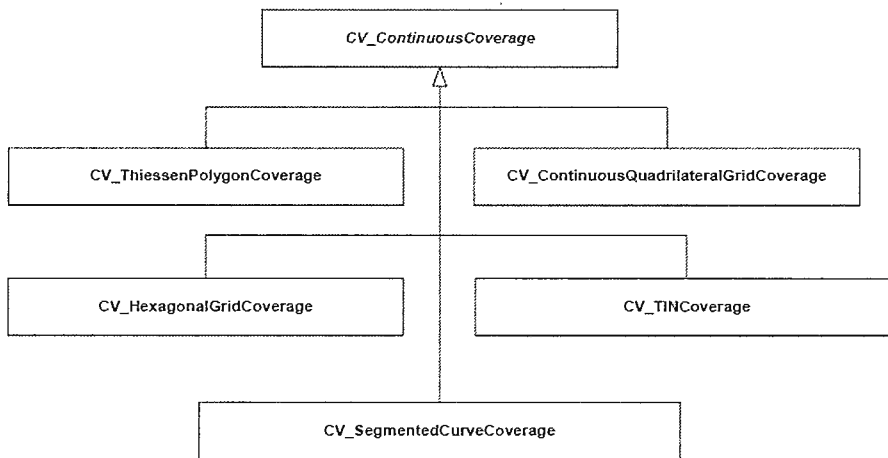 CV_ContinuousCoverage
CV_ThiessenPolygonCoverage
CV_ContinuousQuadrilateralGridCoverage
CV_HexagonalGridCoverage
CV_TINCoverage
CV_SegmentedCurveCoverage